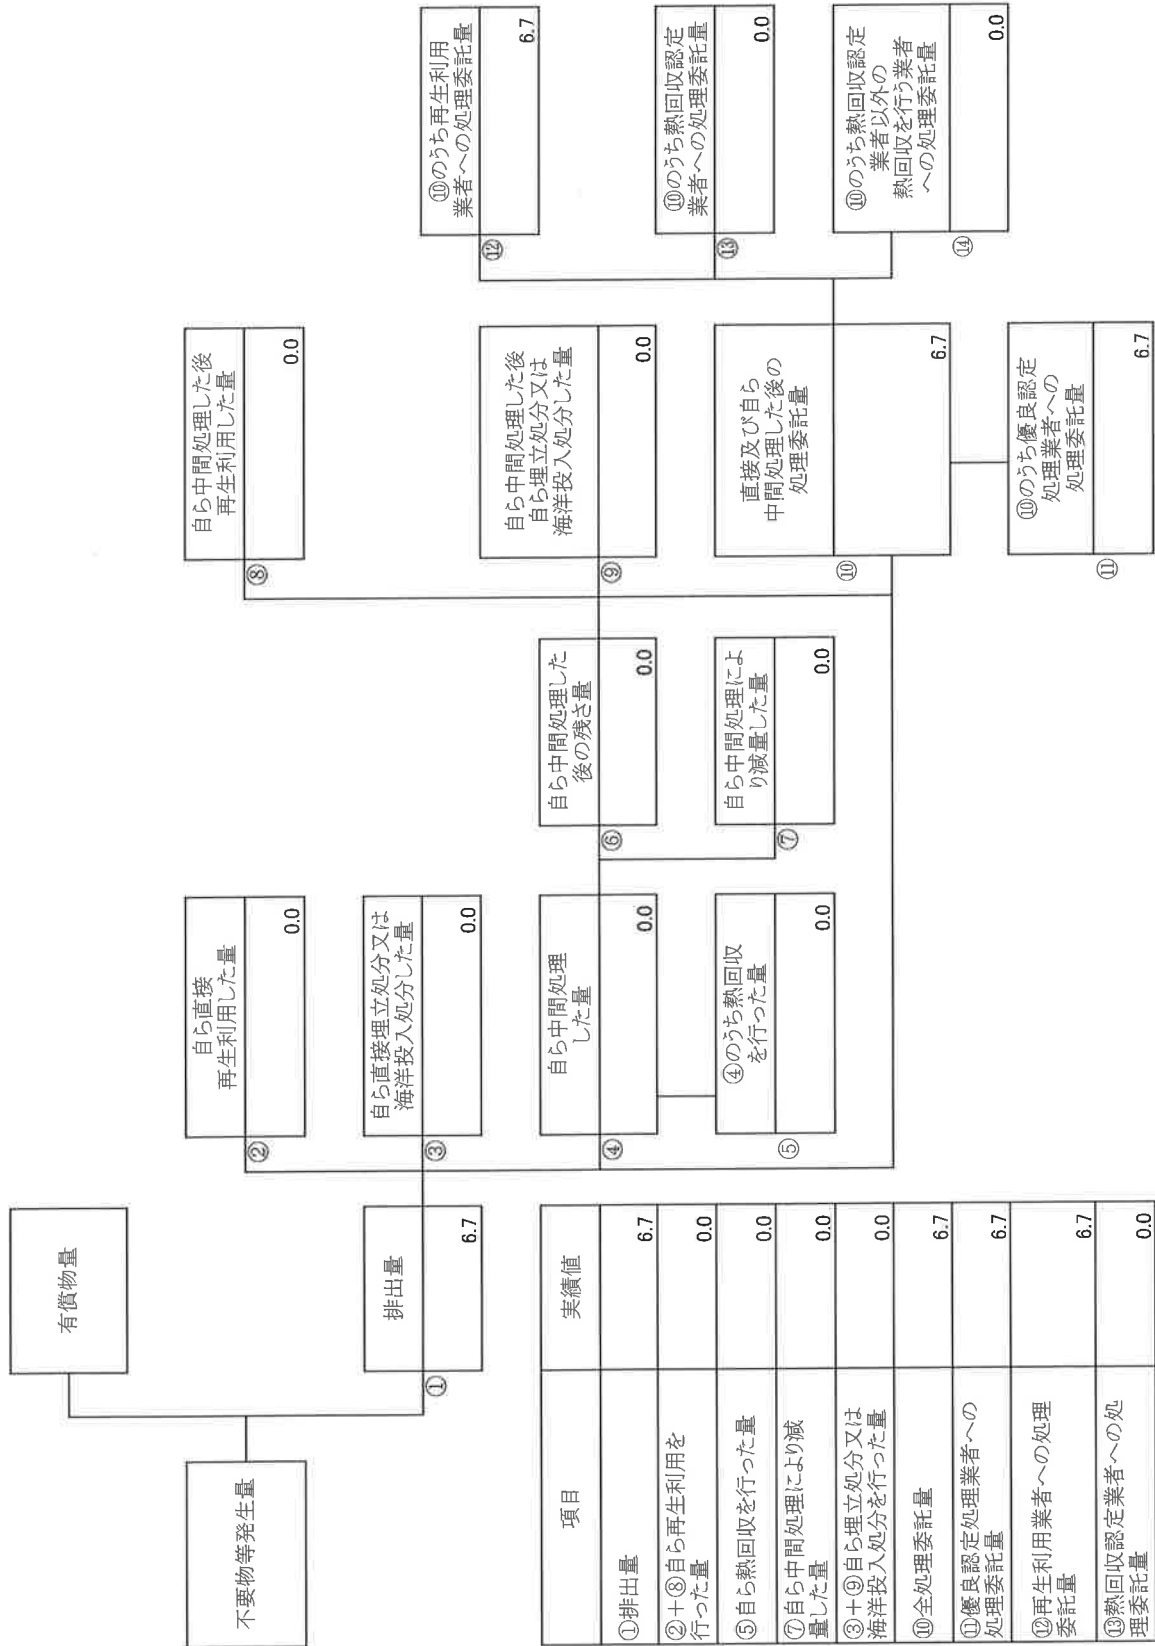 有償物量
不要物等発生量
排出量
①
6.7
自ら直接
再生利用した量
②
0.0
自ら直接埋立処分又は
海洋投入処分した量
③
0.0
自ら中間処理
した量
④
0.0
④のうち熱回収
を行った量
⑤
0.0
自ら中間処理した
後の残さ量
⑥
0.0
自ら中間処理によ
り減量した量
⑦
0.0
自ら中間処理した後
再生利用した量
⑧
0.0
自ら中間処理した後
自ら埋立処分又は
海洋投入処分した量
⑨
0.0
直接及び自ら
中間処理した後の
処理委託量
⑩
6.7
⑩のうち優良認定
処理業者への
処理委託量
⑪
6.7
⑩のうち再生利用
業者への処理委託量
⑫
6.7
⑩のうち熱回収認定
業者への処理委託量
⑬
0.0
⑩のうち熱回収認定
業者以外の
熱回収を行う業者
への処理委託量
⑭
0.0
項目 実績値
①排出量 6.7
②+⑧自ら再生利用を
行った量 0.0
⑤自ら熱回収を行った量 0.0
⑦自ら中間処理により減
量した量 0.0
③+⑨自ら埋立処分又は
海洋投入処分を行った量 0.0
⑩全処理委託量 6.7
⑪優良認定処理業者への
処理委託量 6.7
⑫再生利用業者への処理
委託量 6.7
⑬熱回収認定業者への処
理委託量 0.0